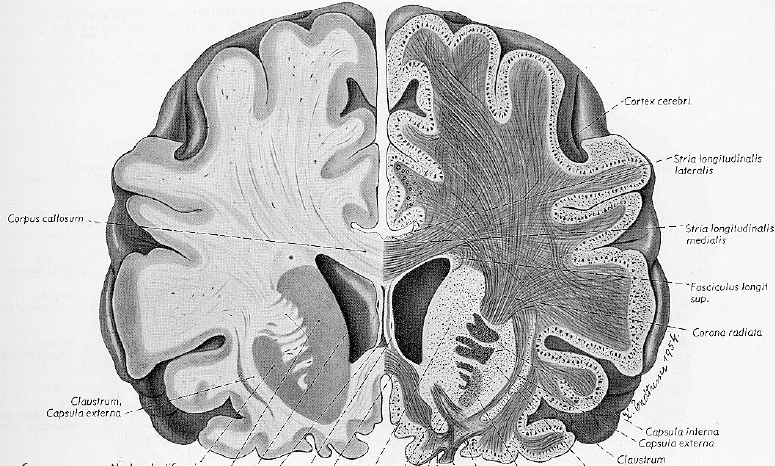 Cortex cerebri
Stria longitudinalis
lateralis
Corpus callosum
Stria longitudinalis
medialis
Fasciculus longit
sup.
Corona radiata
1954
Claustrum,
Capsula externa
Capsula interna
Capsula externa
Claustrum